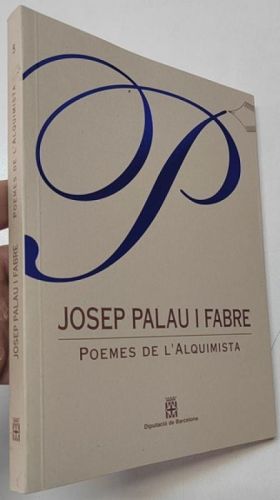 P
JOSEP PALAU I FABRE
POEMES DE L'ALQUIMISTA
Diputació de Barcelona
JOSEP PALAU I FABRE POEMES DE L'ALQUIMISTA